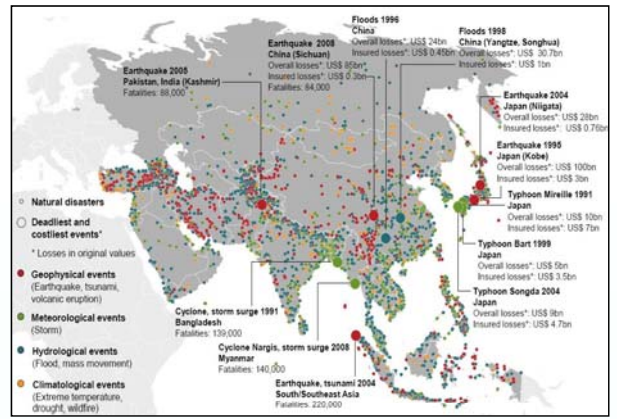 Floods 1996
China
Overall losses*: US$ 24bn
Insured losses*: US$ 0.45bn
Floods 1998
China (Yangtze, Songhua)
Overall losses*: US$ 30.7bn
Insured losses*: US$ 1bn
Earthquake 2008
China (Sichuan)
Overall losses*: US$ 85bn
Insured losses*: US$ 0.3bn
Fatalities: 84,000
Earthquake 2005
Pakistan, India (Kashmir)
Fatalities: 88,000
Earthquake 2004
Japan (Niigata)
Overall losses*: US$ 28bn
Insured losses*: US$ 0.76bn
Earthquake 1995
Japan (Kobe)
Overall losses*: US$ 100bn
Insured losses*: US$ 3bn
Typhoon Mireille 1991
Japan
Overall losses*: US$ 10bn
Insured losses*: US$ 7bn
Typhoon Bart 1999
Japan
Overall losses*: US$ 5bn
Insured losses*: US$ 3.5bn
Typhoon Songda 2004
Japan
Overall losses*: US$ 9bn
Insured losses*: US$ 4.7bn
Natural disasters
Deadliest and
costliest events*
* Losses in original values
Geophysical events
(Earthquake, tsunami,
volcanic eruption)
Meteorological events
(Storm)
Hydrological events
(Flood, mass movement)
Climatological events
(Extreme temperature,
drought, wildfire)
Cyclone, storm surge 1991
Bangladesh
Fatalities: 139,000
Cyclone Nargis, storm surge 2008
Myanmar
Fatalities: 140,000
Earthquake, tsunami 2004
South/Southeast Asia
Fatalities: 220,000